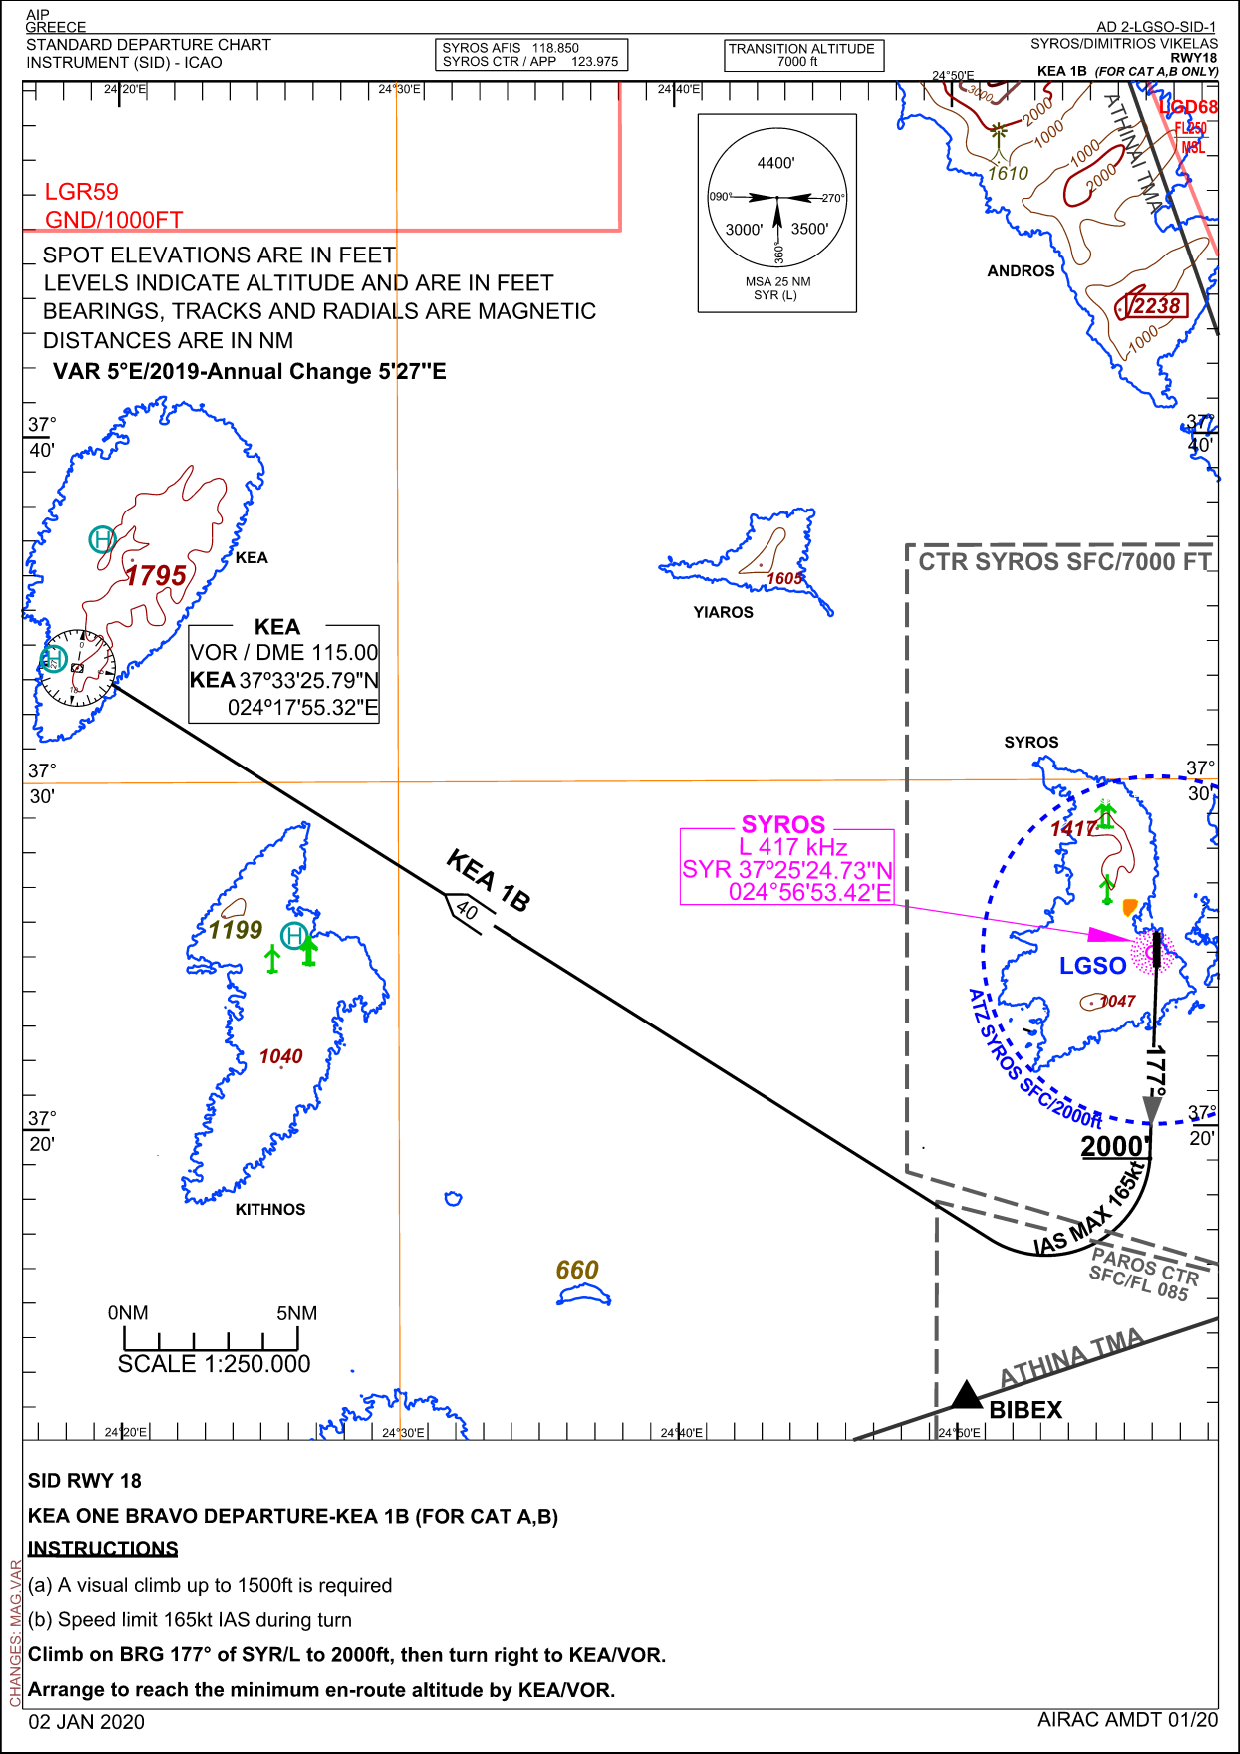 AIP
GREECE
AD 2-LGSO-SID-1
STANDARD DEPARTURE CHART
INSTRUMENT (SID) - ICAO
SYROS AFIS 118.850
SYROS CTR / APP 123.975
TRANSITION ALTITUDE
7000 ft
SYROS/DIMITRIOS VIKELAS
RWY18
KEA 1B (FOR CAT A,B ONLY)
24°20'E
24°30'E
24°40'E
24°50'E
LGR59
GND/1000FT
SPOT ELEVATIONS ARE IN FEET
LEVELS INDICATE ALTITUDE AND ARE IN FEET
BEARINGS, TRACKS AND RADIALS ARE MAGNETIC
DISTANCES ARE IN NM
VAR 5°E/2019-Annual Change 5'27"E
4400'
090°
270°
3000'
3500'
360°
MSA 25 NM
SYR (L)
3000
2000
1000
1610
1000
2000
ATHINAI TMA
LGD68
FL250
MSL
ANDROS
2238
1000
37°
40'
37°
40'
H
1795
KEA
H
0
27
18
KEA
VOR / DME 115.00
KEA 37º33'25.79"N
024º17'55.32"E
1605
YIAROS
CTR SYROS SFC/7000 FT
SYROS
37°
30'
37°
30'
1417
SYROS
L 417 kHz
SYR 37º25'24.73"N
024°56'53.42'E
KEA 1B
40
1199
H
LGSO
1047
ATZ SYROS SFC/2000ft
1040
177°
37°
20'
37°
20'
2000'
KITHNOS
IAS MAX 165kt
PAROS CTR
SFC/FL 085
660
0NM
5NM
SCALE 1:250.000
ATHINA TMA
BIBEX
24°20'E
24°30'E
24°40'E
24°50'E
SID RWY 18
KEA ONE BRAVO DEPARTURE-KEA 1B (FOR CAT A,B)
INSTRUCTIONS
(a) A visual climb up to 1500ft is required
(b) Speed limit 165kt IAS during turn
Climb on BRG 177° of SYR/L to 2000ft, then turn right to KEA/VOR.
Arrange to reach the minimum en-route altitude by KEA/VOR.
CHANGES: MAG.VAR
02 JAN 2020
AIRAC AMDT 01/20